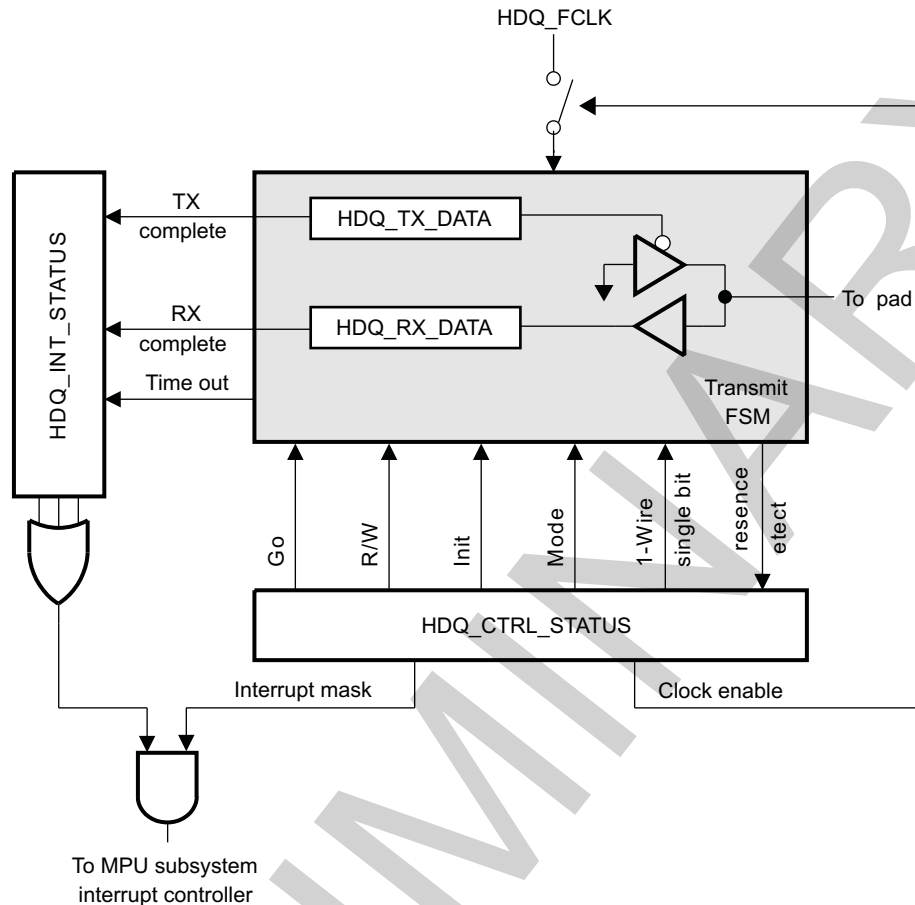 HDQ_FCLK
HDQ_INT_STATUS
TX
complete
HDQ_TX_DATA
RX
complete
HDQ_RX_DATA
To pad
Time out
Transmit
FSM
Go
R/W
Init
Mode
1-Wire
single bit
resence
etect
HDQ_CTRL_STATUS
Interrupt mask
Clock enable
To MPU subsystem
interrupt controller